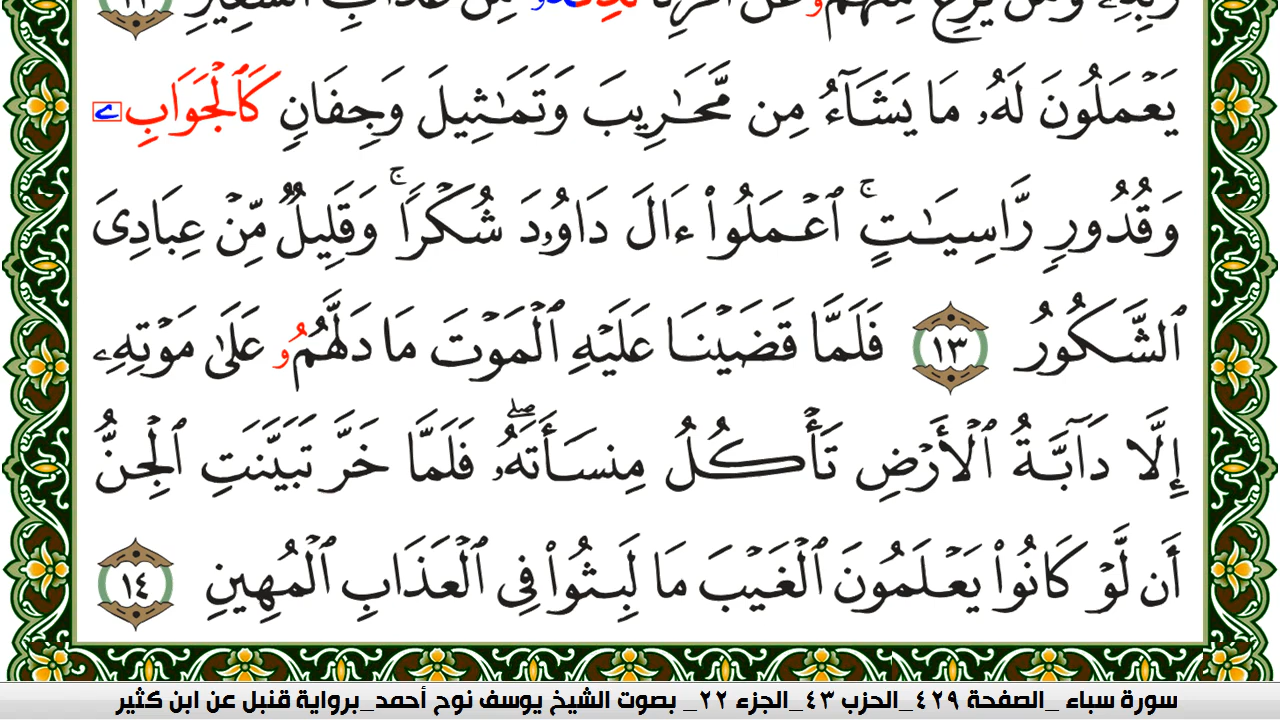 يَعْمَلُونَ لَهُۥ مَا يَشَآءُ مِن مَّحَٰرِيبَ وَتَمَٰثِيلَ وَجِفَانٍ كَٱلْجَوَابِ ے
وَقُدُورٍ رَّاسِيَٰتٍ ۚ ٱعْمَلُوا۟ ءَالَ دَاوُۥدَ شُكْرًا ۚ وَقَلِيلٌ مِّنْ عِبَادِىَ
ٱلشَّكُورُ ١٣ فَلَمَّا قَضَيْنَا عَلَيْهِ ٱلْمَوْتَ مَا دَلَّهُمُۥ عَلَىٰ مَوْتِهِۦ
إِلَّا دَآبَّةُ ٱلْأَرْضِ تَأْكُلُ مِنسَأَتَهُۥ ۖ فَلَمَّا خَرَّ تَبَيَّنَتِ ٱلْجِنُّ
أَن لَّوْ كَانُوا۟ يَعْلَمُونَ ٱلْغَيْبَ مَا لَبِثُوا۟ فِى ٱلْعَذَابِ ٱلْمُهِينِ ١٤
سورة سباء _الصفحة ٤٢٩_الحزب ٤٣_الجزء ٢٢_ بصوت الشيخ يوسف نوح أحمد_برواية قنبل عن ابن كثير